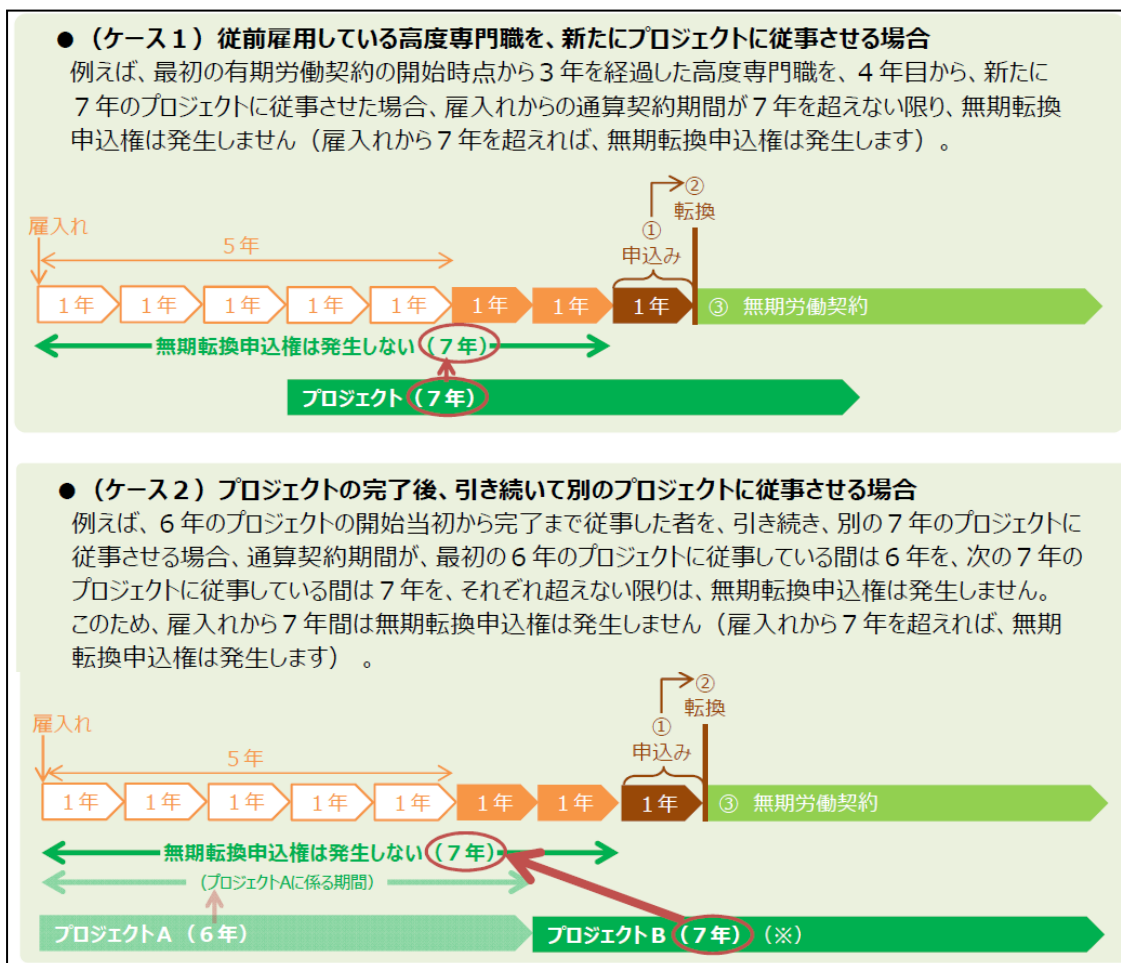 ● （ケース１）従前雇用している高度専門職を、新たにプロジェクトに従事させる場合
例えば、最初の有期労働契約の開始時点から３年を経過した高度専門職を、４年目から、新たに
７年のプロジェクトに従事させた場合、雇入れからの通算契約期間が７年を超えない限り、無期転換
申込権は発生しません（雇入れから７年を超えれば、無期転換申込権は発生します）。
②
転換
雇入れ
①
申込み
５年
１年 １年 １年 １年 １年 １年 １年 １年 ③ 無期労働契約
無期転換申込権は発生しない（７年）
プロジェクト（７年）
● （ケース２）プロジェクトの完了後、引き続いて別のプロジェクトに従事させる場合
例えば、６年のプロジェクトの開始当初から完了まで従事した者を、引き続き、別の７年のプロジェクトに
従事させる場合、通算契約期間が、最初の６年のプロジェクトに従事している間は６年を、次の７年の
プロジェクトに従事している間は７年を、それぞれ超えない限りは、無期転換申込権は発生しません。
このため、雇入れから７年間は無期転換申込権は発生しません（雇入れから７年を超えれば、無期
転換申込権は発生します） 。
②
転換
雇入れ
①
申込み
５年
１年 １年 １年 １年 １年 １年 １年 １年 ③ 無期労働契約
無期転換申込権は発生しない（７年）
(プロジェクトAに係る期間）
プロジェクトＡ（６年） プロジェクトＢ（７年）（※）